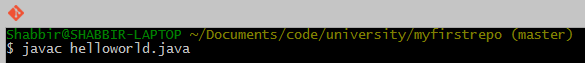 Shabbir@SHABBIR-LAPTOP ~/Documents/code/university/myfirstrepo (master)
$ javac helloworld.java